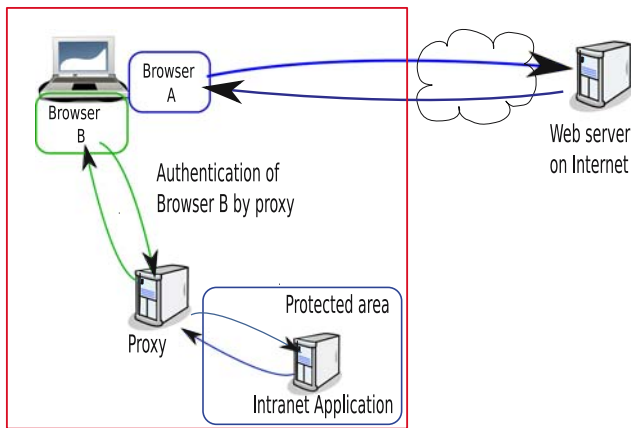 Browser
A
Browser
B
Web server
on Internet
Authentication of
Browser B by proxy
Protected area
Proxy
Intranet Application